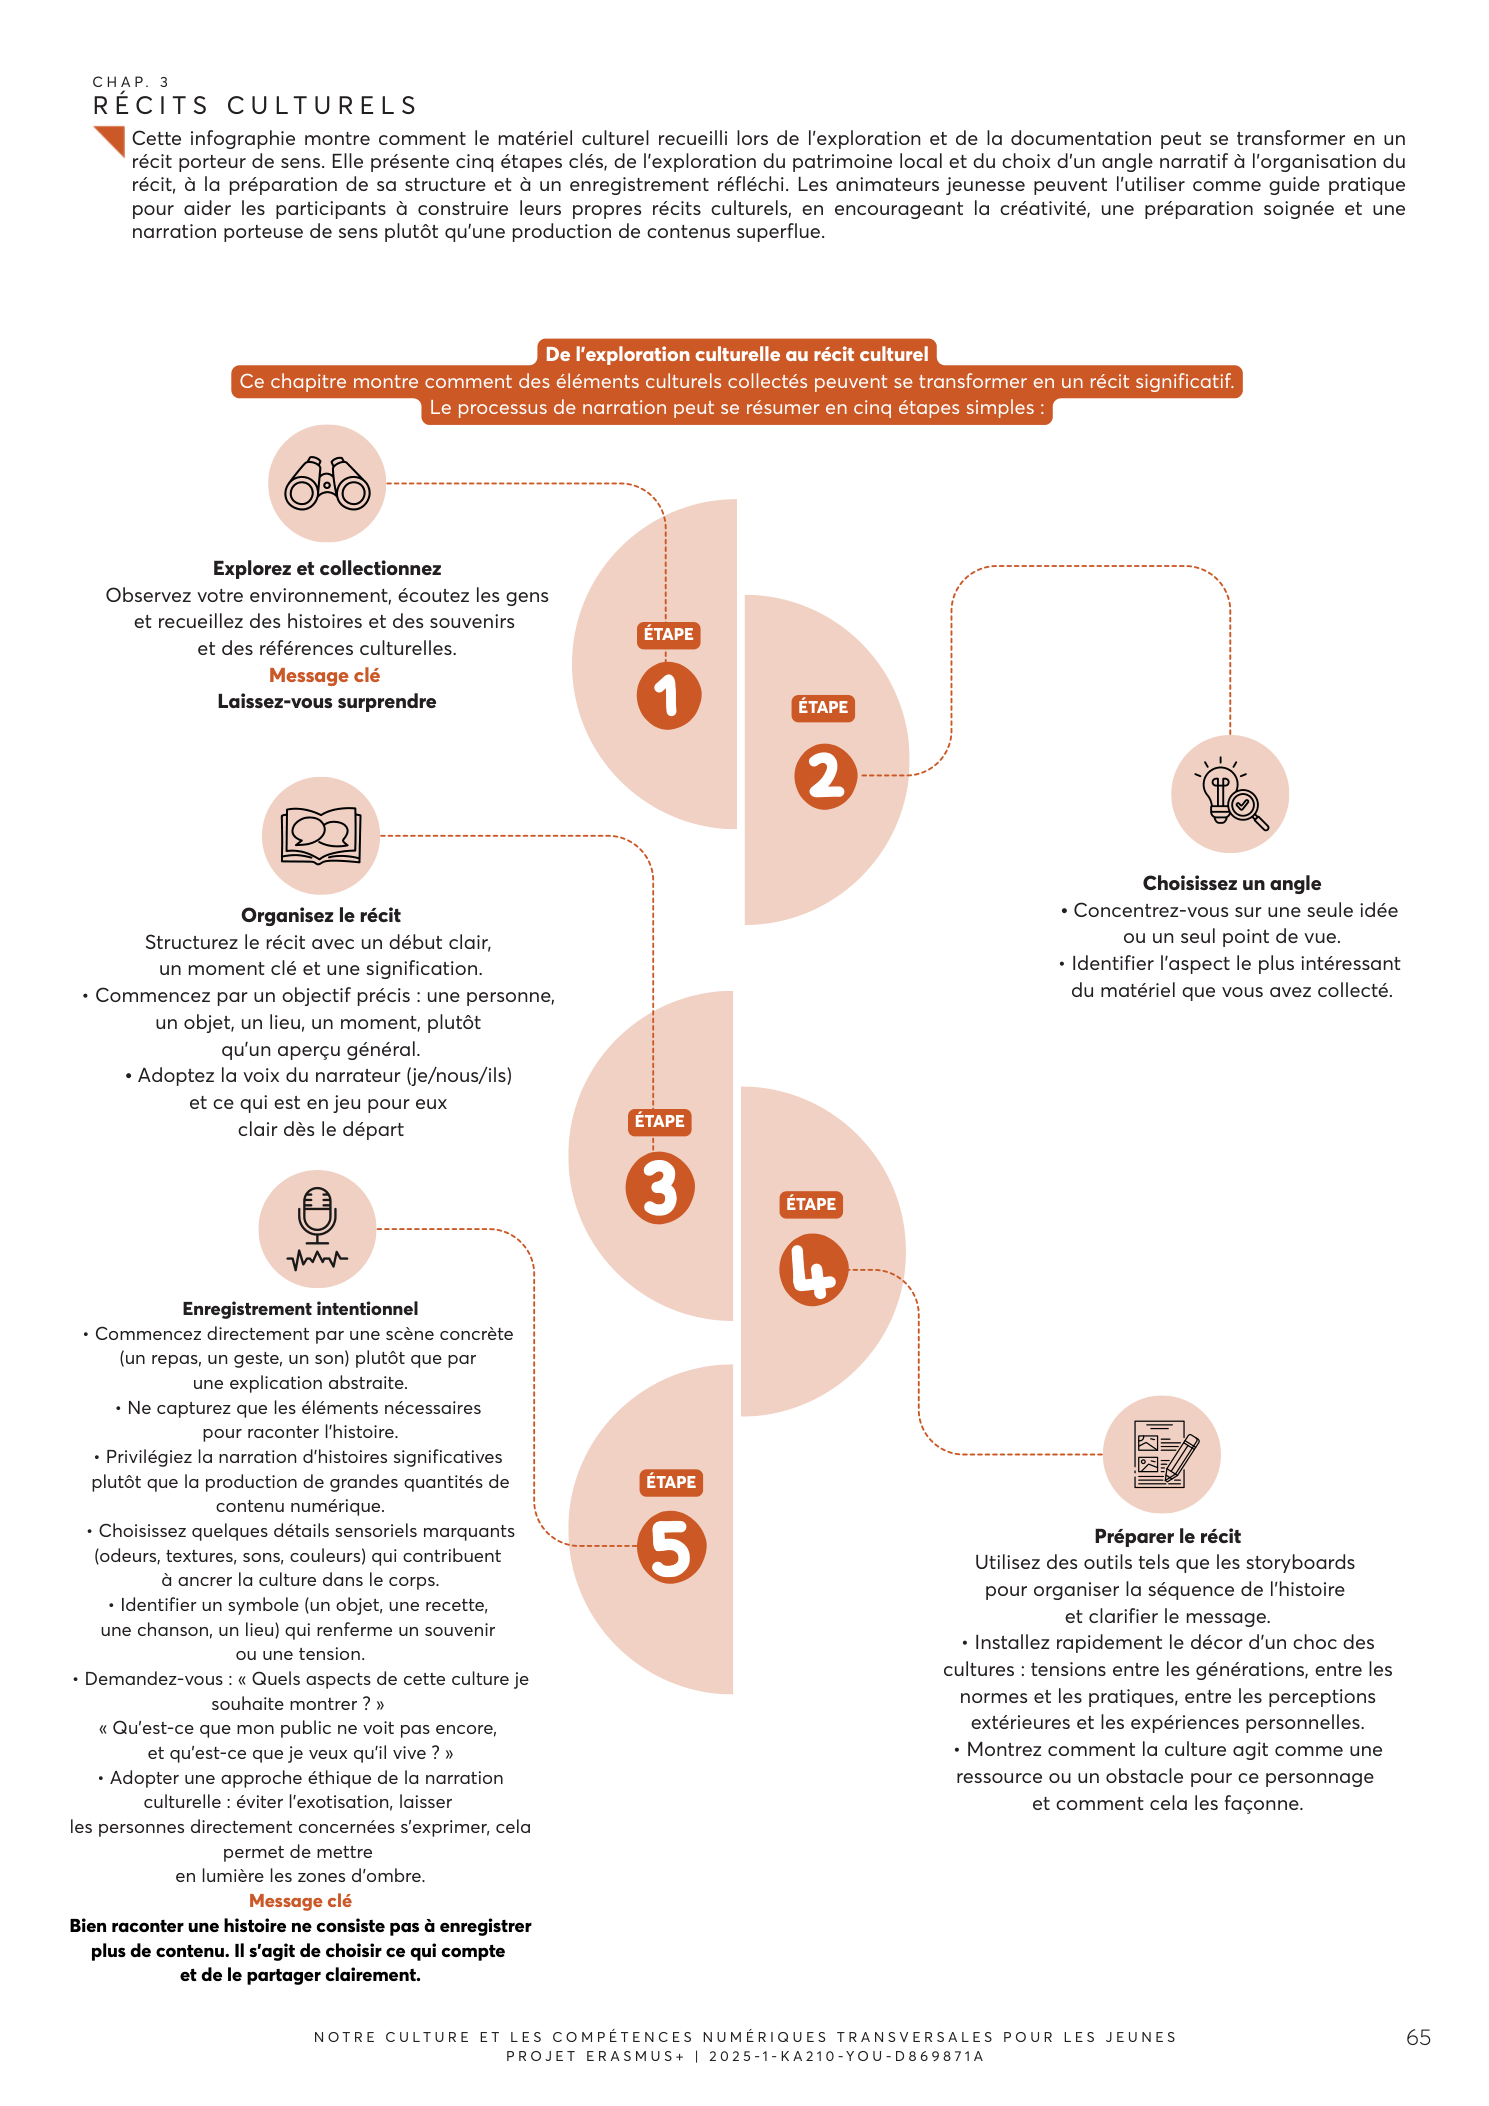 CHAP. 3
RÉCITS CULTURELS
Cette infographie montre comment le matériel culturel recueilli lors de l'exploration et de la documentation peut se transformer en un
récit porteur de sens. Elle présente cinq étapes clés, de l'exploration du patrimoine local et du choix d'un angle narratif à l'organisation du
récit, à la préparation de sa structure et à un enregistrement réfléchi. Les animateurs jeunesse peuvent l'utiliser comme guide pratique
pour aider les participants à construire leurs propres récits culturels, en encourageant la créativité, une préparation soignée et une
narration porteuse de sens plutôt qu'une production de contenus superflue.
De l'exploration culturelle au récit culturel
Ce chapitre montre comment des éléments culturels collectés peuvent se transformer en un récit significatif.
Le processus de narration peut se résumer en cinq étapes simples :
Explorez et collectionnez
Observez votre environnement, écoutez les gens
et recueillez des histoires et des souvenirs
et des références culturelles.
Message clé
Laissez-vous surprendre
ÉTAPE
1
ÉTAPE
2
Choisissez un angle
• Concentrez-vous sur une seule idée
ou un seul point de vue.
• Identifier l'aspect le plus intéressant
du matériel que vous avez collecté.
Organisez le récit
Structurez le récit avec un début clair,
un moment clé et une signification.
• Commencez par un objectif précis : une personne,
un objet, un lieu, un moment, plutôt
qu'un aperçu général.
• Adoptez la voix du narrateur (je/nous/ils)
et ce qui est en jeu pour eux
clair dès le départ
ÉTAPE
3
ÉTAPE
4
Préparer le récit
Utilisez des outils tels que les storyboards
pour organiser la séquence de l'histoire
et clarifier le message.
• Installez rapidement le décor d'un choc des
cultures : tensions entre les générations, entre les
normes et les pratiques, entre les perceptions
extérieures et les expériences personnelles.
• Montrez comment la culture agit comme une
ressource ou un obstacle pour ce personnage
et comment cela les façonne.
Enregistrement intentionnel
• Commencez directement par une scène concrète
(un repas, un geste, un son) plutôt que par
une explication abstraite.
• Ne capturez que les éléments nécessaires
pour raconter l'histoire.
• Privilégiez la narration d'histoires significatives
plutôt que la production de grandes quantités de
contenu numérique.
• Choisissez quelques détails sensoriels marquants
(odeurs, textures, sons, couleurs) qui contribuent
à ancrer la culture dans le corps.
• Identifier un symbole (un objet, une recette,
une chanson, un lieu) qui renferme un souvenir
ou une tension.
• Demandez-vous : « Quels aspects de cette culture je
souhaite montrer ? »
« Qu'est-ce que mon public ne voit pas encore,
et qu'est-ce que je veux qu'il vive ? »
• Adopter une approche éthique de la narration
culturelle : éviter l'exotisation, laisser
les personnes directement concernées s'exprimer, cela
permet de mettre
en lumière les zones d'ombre.
Message clé
Bien raconter une histoire ne consiste pas à enregistrer
plus de contenu. Il s'agit de choisir ce qui compte
et de le partager clairement.
ÉTAPE
5
NOTRE CULTURE ET LES COMPÉTENCES NUMÉRIQUES TRANSVERSALES POUR LES JEUNES
PROJET ERASMUS+ | 2025-1-KA210-YOU-D869871A
65